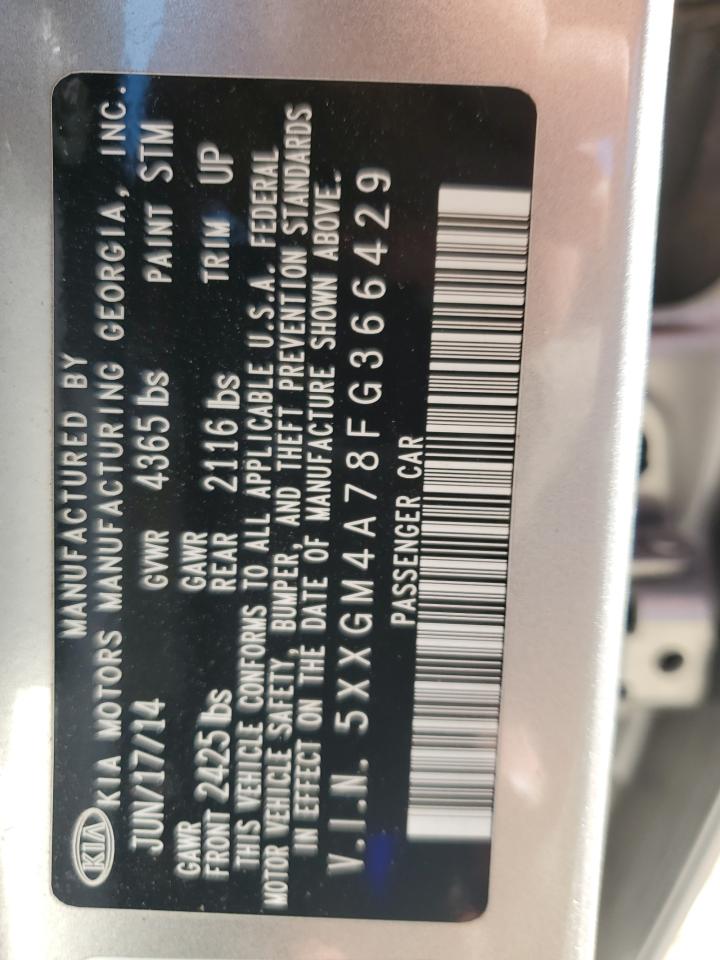 MANUFACTURED BY
KIA KIA MOTORS MANUFACTURING GEORGIA, INC.
JUN/17/14 GVWR 4365 lbs PAINT STM
GAWR FRONT 2425 lbs GAWR REAR 2116 lbs TRIM UP
THIS VEHICLE CONFORMS TO ALL APPLICABLE U.S.A. FEDERAL
MOTOR VEHICLE SAFETY, BUMPER, AND THEFT PREVENTION STANDARDS
IN EFFECT ON THE DATE OF MANUFACTURE SHOWN ABOVE.
V.I.N. 5XXGM4A78FG366429
PASSENGER CAR